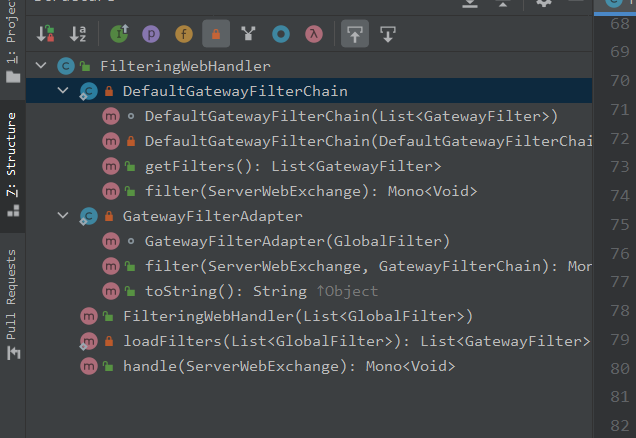 Structure
1: Project
68
FilteringWebHandler
69
DefaultGatewayFilterChain
70
DefaultGatewayFilterChain(List<GatewayFilter>)
71
DefaultGatewayFilterChain(DefaultGatewayFilterChai
72
getFilters(): List<GatewayFilter>
73
filter(ServerWebExchange): Mono<Void>
74
Z: Structure
GatewayFilterAdapter
75
GatewayFilterAdapter(GlobalFilter)
76
filter(ServerWebExchange, GatewayFilterChain): Mon
77
toString(): String ↑Object
78
Pull Requests
FilteringWebHandler(List<GlobalFilter>)
79
loadFilters(List<GlobalFilter>): List<GatewayFilter>
80
handle(ServerWebExchange): Mono<Void>
81
82